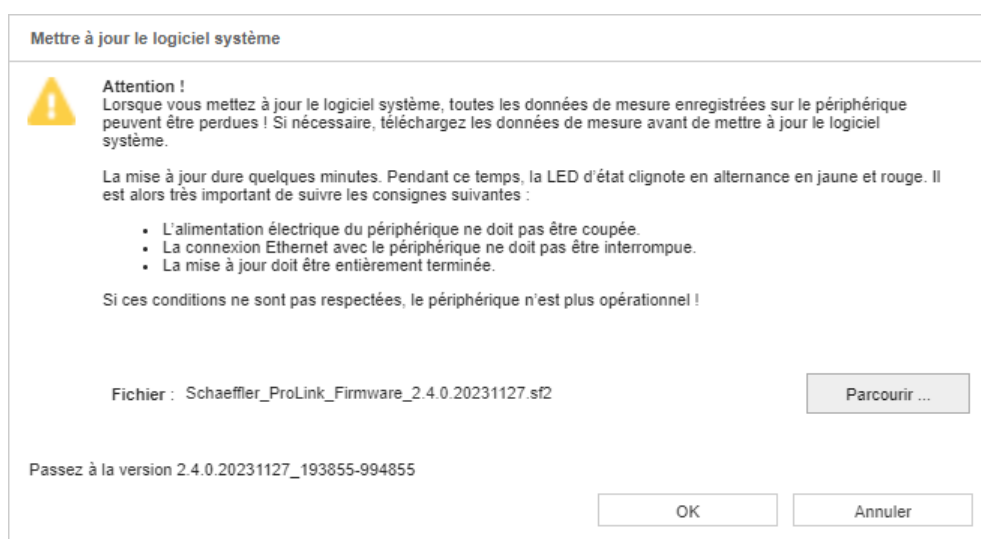 Mettre à jour le logiciel système
Attention !
Lorsque vous mettez à jour le logiciel système, toutes les données de mesure enregistrées sur le périphérique
peuvent être perdues ! Si nécessaire, téléchargez les données de mesure avant de mettre à jour le logiciel
système.
La mise à jour dure quelques minutes. Pendant ce temps, la LED d’état clignote en alternance en jaune et rouge. Il
est alors très important de suivre les consignes suivantes :
• L’alimentation électrique du périphérique ne doit pas être coupée.
• La connexion Ethernet avec le périphérique ne doit pas être interrompue.
• La mise à jour doit être entièrement terminée.
Si ces conditions ne sont pas respectées, le périphérique n’est plus opérationnel !
Fichier : Schaeffler_ProLink_Firmware_2.4.0.20231127.sf2 Parcourir ...
Passez à la version 2.4.0.20231127_193855-994855
OK Annuler